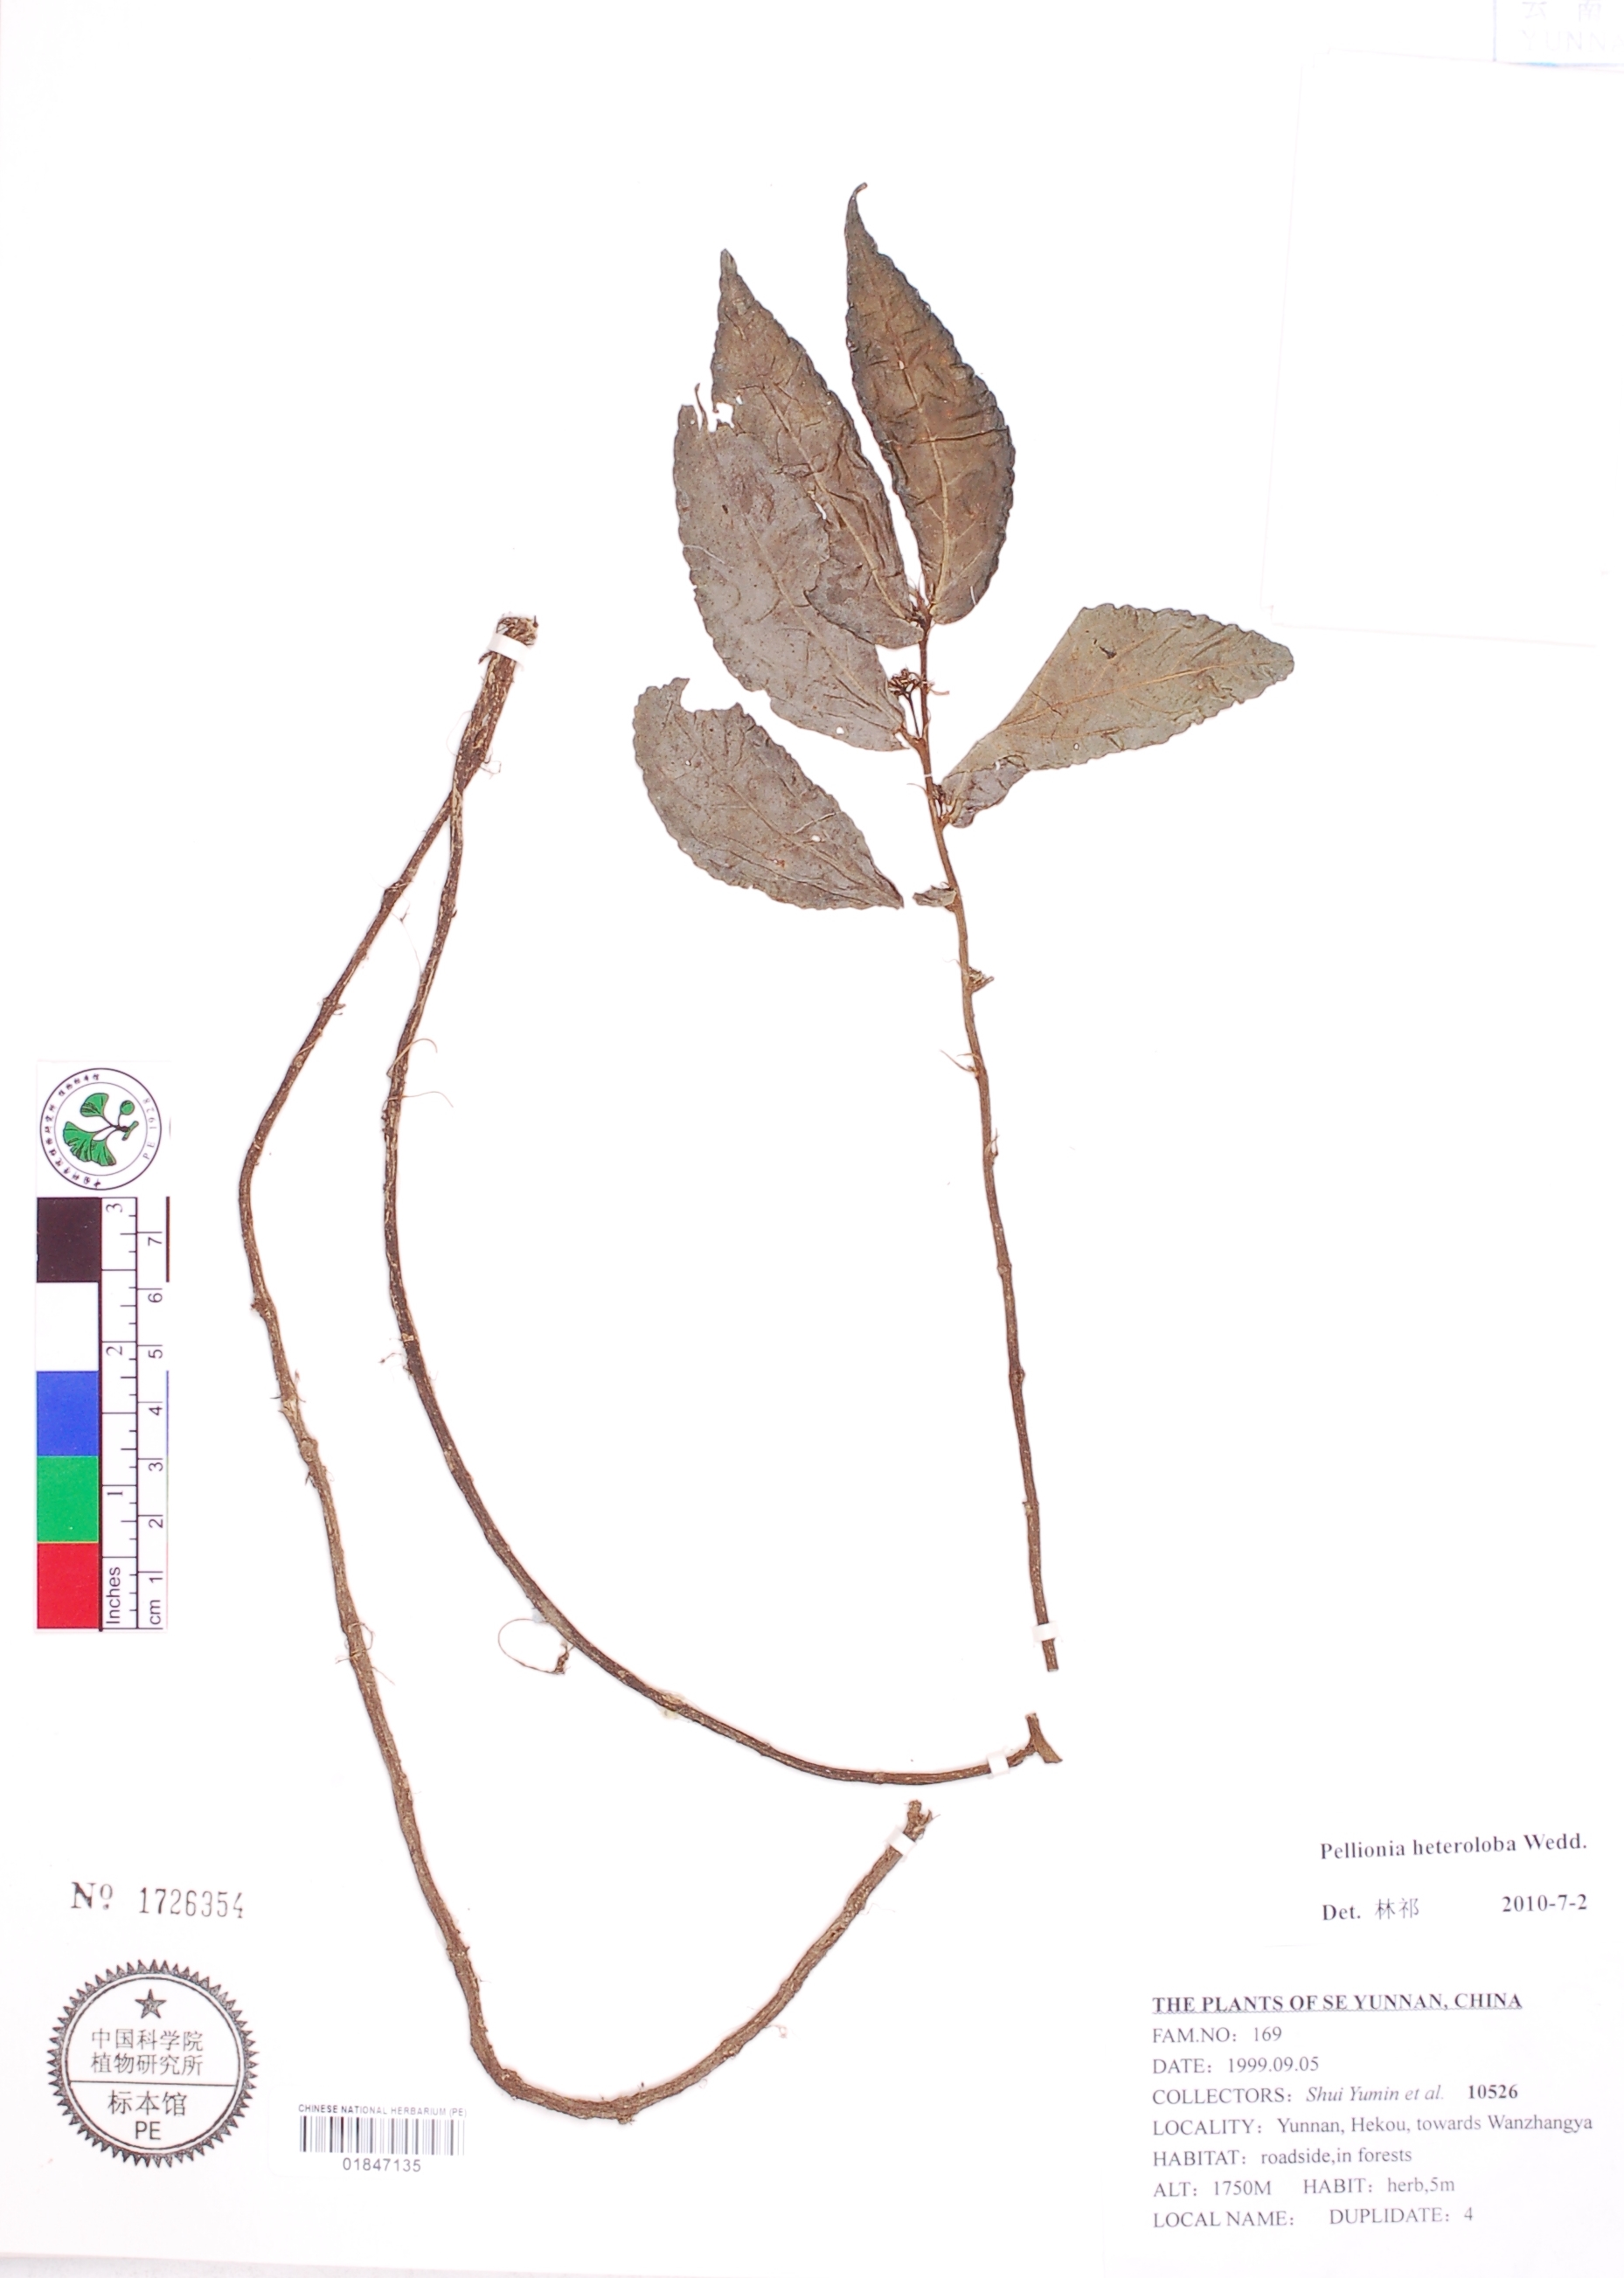 云南
Pellionia heteroloba Wedd.
Det. 林祁 2010-7-2
THE PLANTS OF SE YUNNAN, CHINA
FAM.NO: 169
DATE: 1999.09.05
COLLECTORS: Shui Yumin et al. 10526
LOCALITY: Yunnan, Hekou, towards Wanzhangya
HABITAT: roadside,in forests
ALT: 1750M HABIT: herb,5m
LOCAL NAME: DUPLIDATE: 4
PE 1928
3
2
1
Inches
7
6
5
4
3
2
1
cm
No 1726354
中国科学院
植物研究所
标本馆
PE
CHINESE NATIONAL HERBARIUM (PE)
01847135